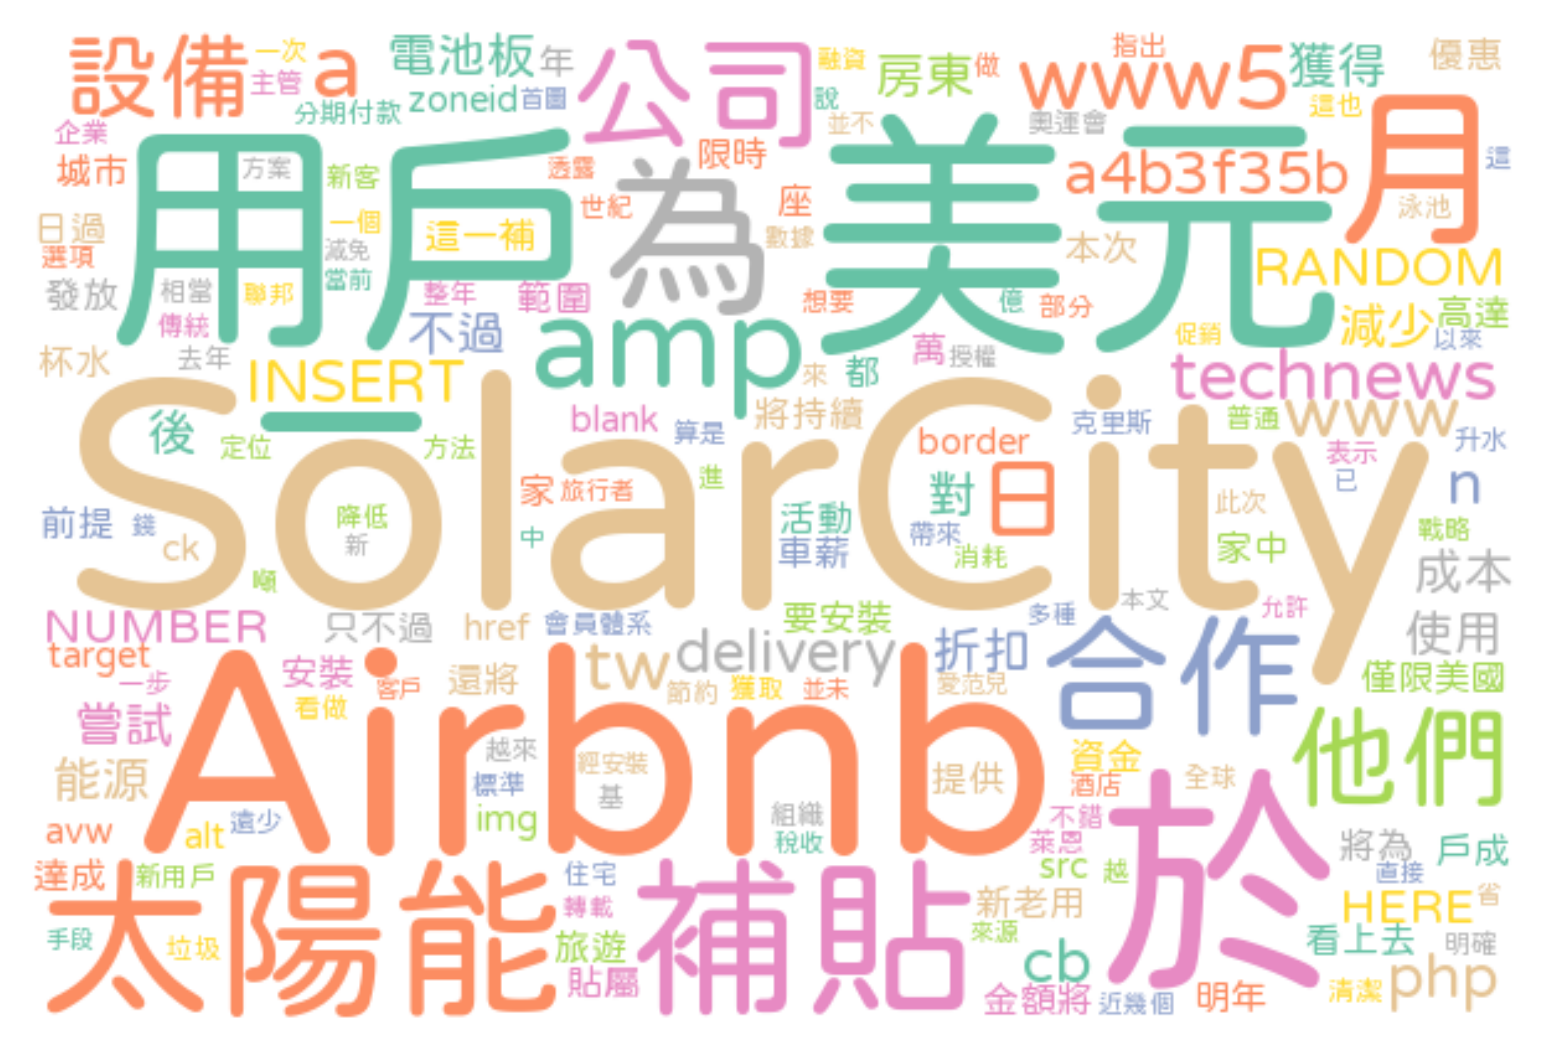 設備 一次 主管 a 電池板 年 公司 融資 房東 做 www5 指出 獲得 優惠
分期付款 zoneid 首圖 說 並不 奧運會 這也
企業 城市 用戶 方案 新客 透露 限時 為 美元 a4b3f35b 月 這
日過 選項 一個 減免 這一補 世紀 座 數據 本次 泳池
發放 相當 聯邦 當前 整年 範圍 想要 億 部分 RANDOM
傳統 不過 amp 減少 高達 促銷 以來
杯水 去年 INSERT 來 都 萬 授權 technews
後 一 blank 算是 將持續 克里斯 普通 www
定位 方法 border 表示 升水
SolarCity
前提 錢 ck 降低 新 家 旅行者 進 中 活動 車薪 對 日 帶來 消耗 此次 已 n 家中 戰略
噸 成本
NUMBER 只不過 href 會員體系 要安裝 多種 本文 允許 使用
target 一步 安裝 客戶 還將 tw delivery 折扣 合作 僅限美國
嘗試 看做 節約 獲取 並未 愛范兒 他們
能源 Airbnb 越來 標準 經安裝 基 提供 資金 酒店 全球
avw alt 遠少 img 組織 稅收 不錯 萊恩 於 將為 戶成
達成 新用戶 住宅 src 越 直接
太陽能 轉載 補貼 新老用 HERE 省
手段 垃圾 旅遊 來源 看上去 明確
貼屬 cb 金額將 近幾個 明年 清潔 php